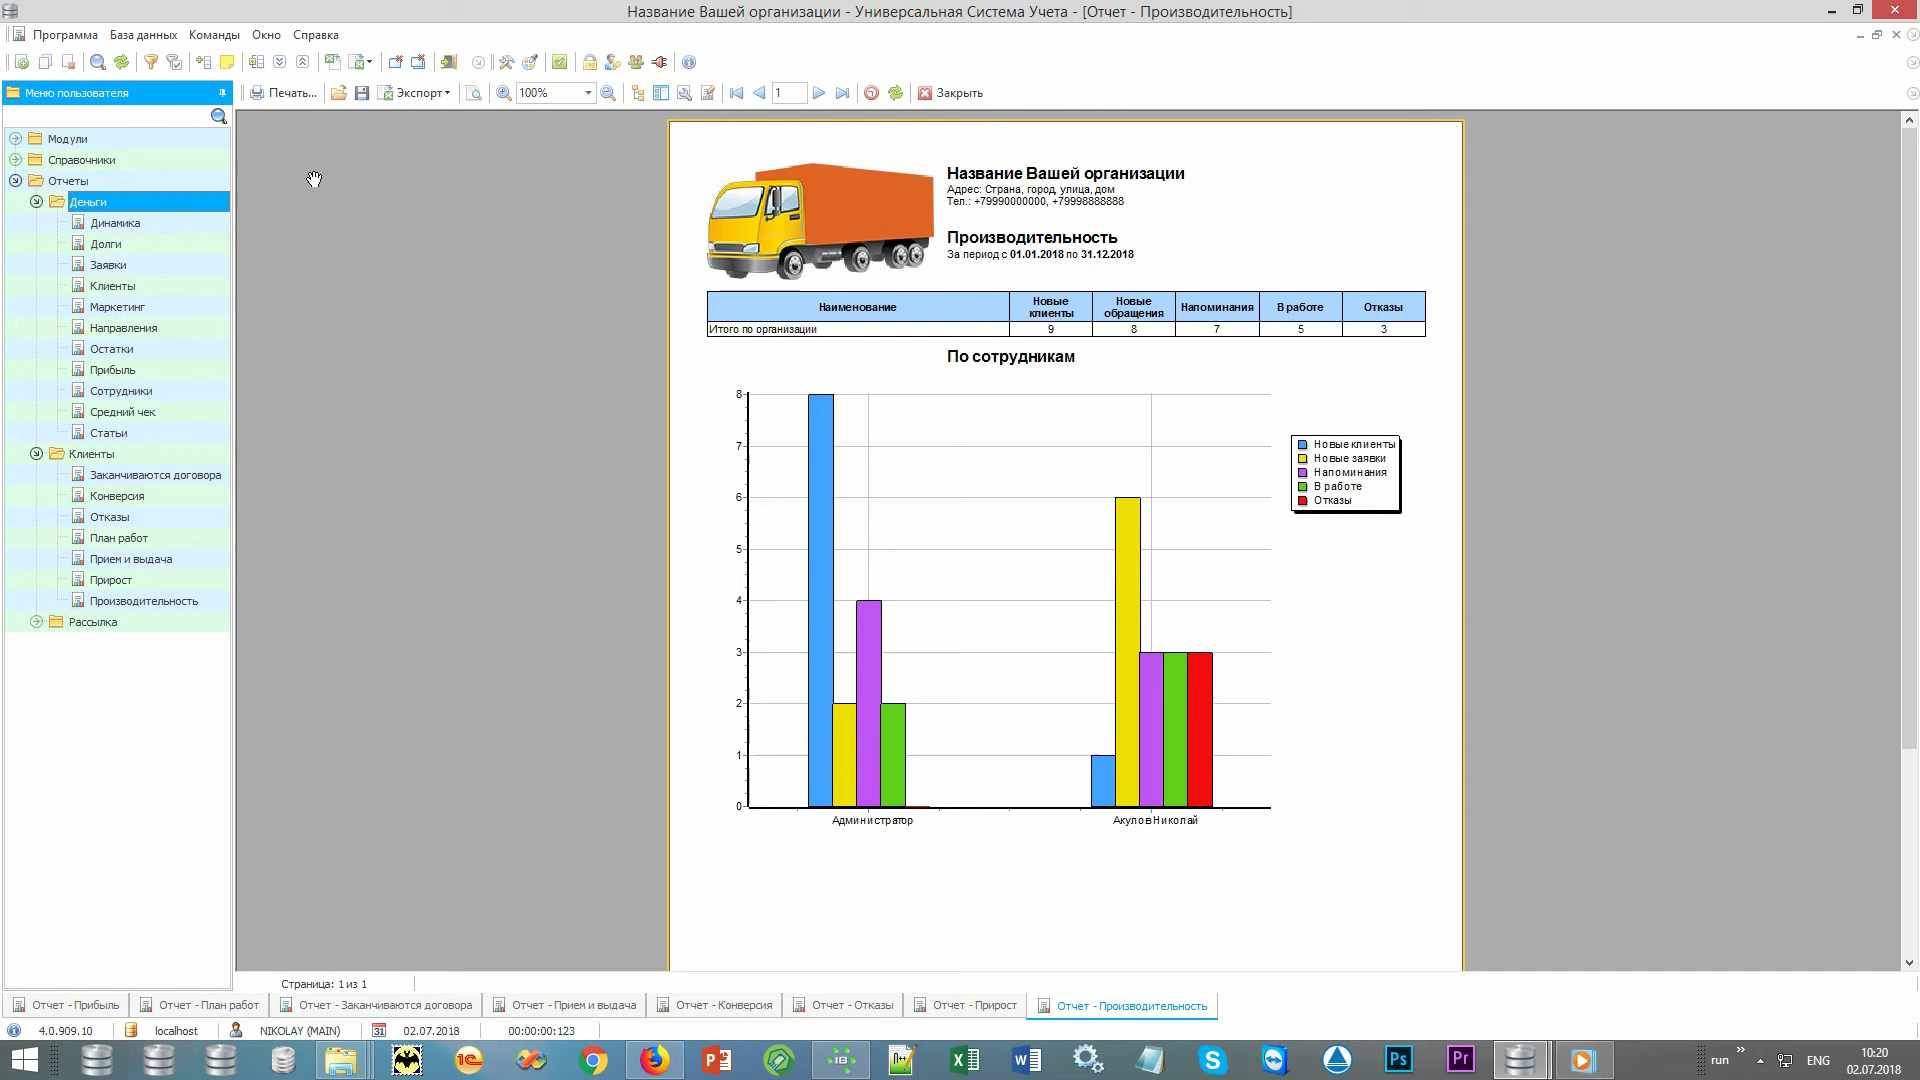 Название Вашей организации - Универсальная Система Учета - [Отчет - Производительность]
Программа База данных Команды Окно Справка
Меню пользователя
Печать... Экспорт 100% 1 Закрыть
Модули
Справочники
Отчеты
Деньги
Динамика
Долги
Заявки
Клиенты
Маркетинг
Направления
Остатки
Прибыль
Сотрудники
Средний чек
Статьи
Клиенты
Заканчиваются договора
Конверсия
Отказы
План работ
Прием и выдача
Прирост
Производительность
Рассылка
Название Вашей организации
Адрес: Страна, город, улица, дом
Тел.: +79990000000, +79998888888
Производительность
За период с 01.01.2018 по 31.12.2018
Наименование Новые клиенты Новые обращения Напоминания В работе Отказы
Итого по организации 9 8 7 5 3
По сотрудникам
8
7
6
5
4
3
2
1
0
Администратор Акулов Николай
Новые клиенты
Новые заявки
Напоминания
В работе
Отказы
Страница: 1 из 1
Отчет - Прибыль Отчет - План работ Отчет - Заканчиваются договора Отчет - Прием и выдача Отчет - Конверсия Отчет - Отказы Отчет - Прирост Отчет - Производительность
4.0.909.10 localhost NIKOLAY (MAIN) 31 02.07.2018 00:00:00:123
run ENG 10:20
02.07.2018